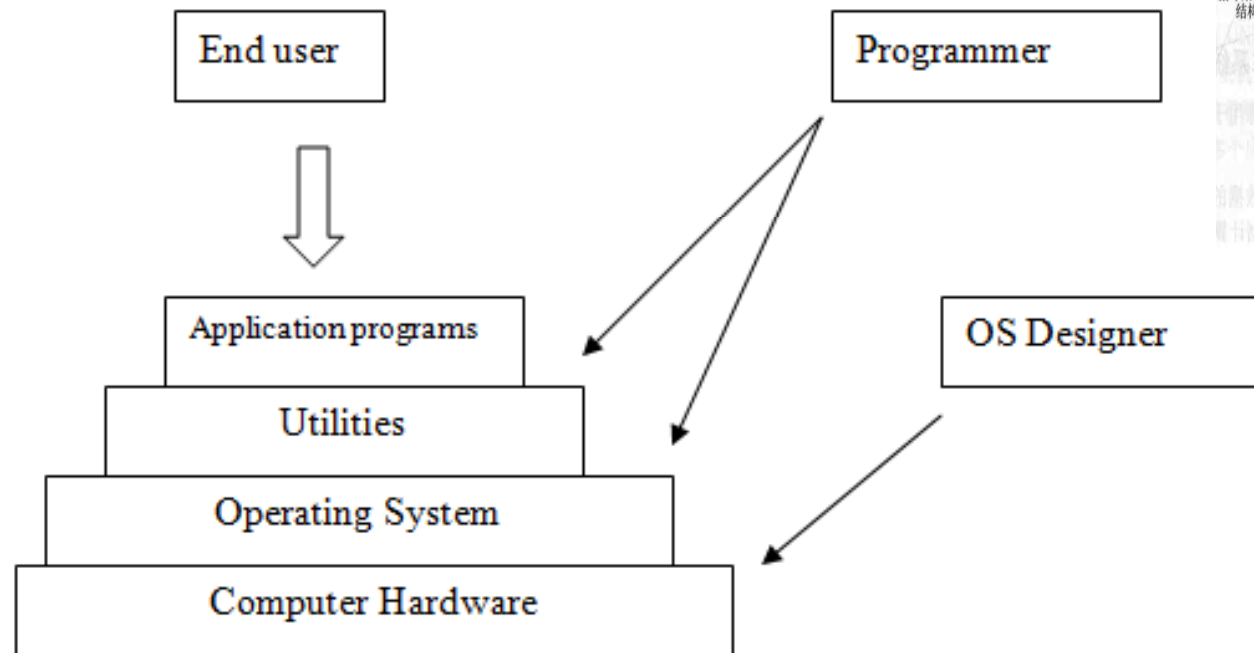 End user
Programmer
Application programs
OS Designer
Utilities
Operating System
Computer Hardware